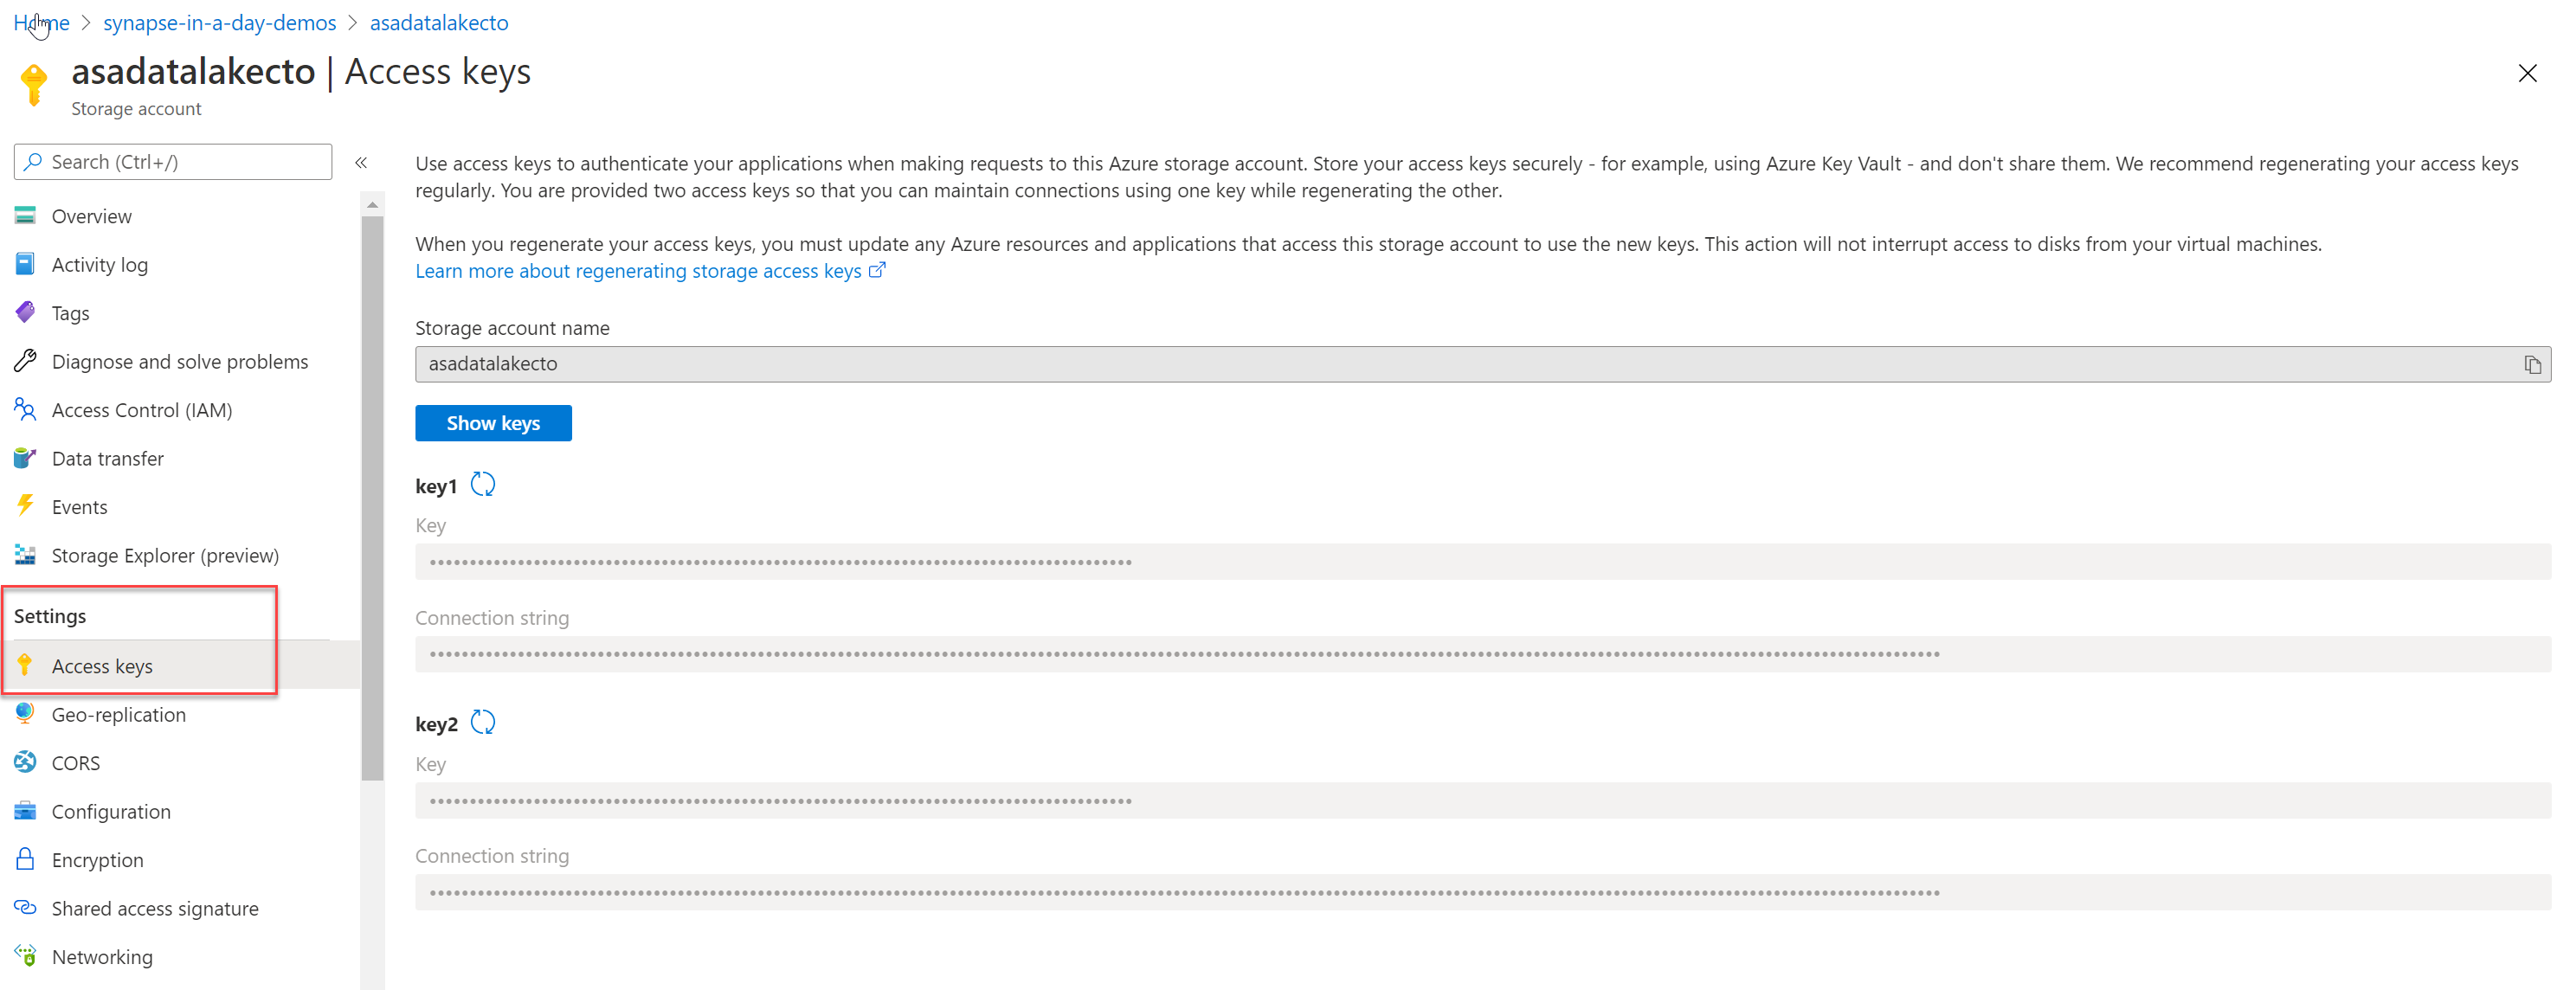 Home > synapse-in-a-day-demos > asadatalakecto
asadatalakecto | Access keys
Storage account
Search (Ctrl+/)
«
Overview
Activity log
Tags
Diagnose and solve problems
Access Control (IAM)
Data transfer
Events
Storage Explorer (preview)
Settings
Access keys
Geo-replication
CORS
Configuration
Encryption
Shared access signature
Networking
Use access keys to authenticate your applications when making requests to this Azure storage account. Store your access keys securely - for example, using Azure Key Vault - and don't share them. We recommend regenerating your access keys
regularly. You are provided two access keys so that you can maintain connections using one key while regenerating the other.
When you regenerate your access keys, you must update any Azure resources and applications that access this storage account to use the new keys. This action will not interrupt access to disks from your virtual machines.
Learn more about regenerating storage access keys
Storage account name
asadatalakecto
Show keys
key1
Key
Connection string
key2
Key
Connection string